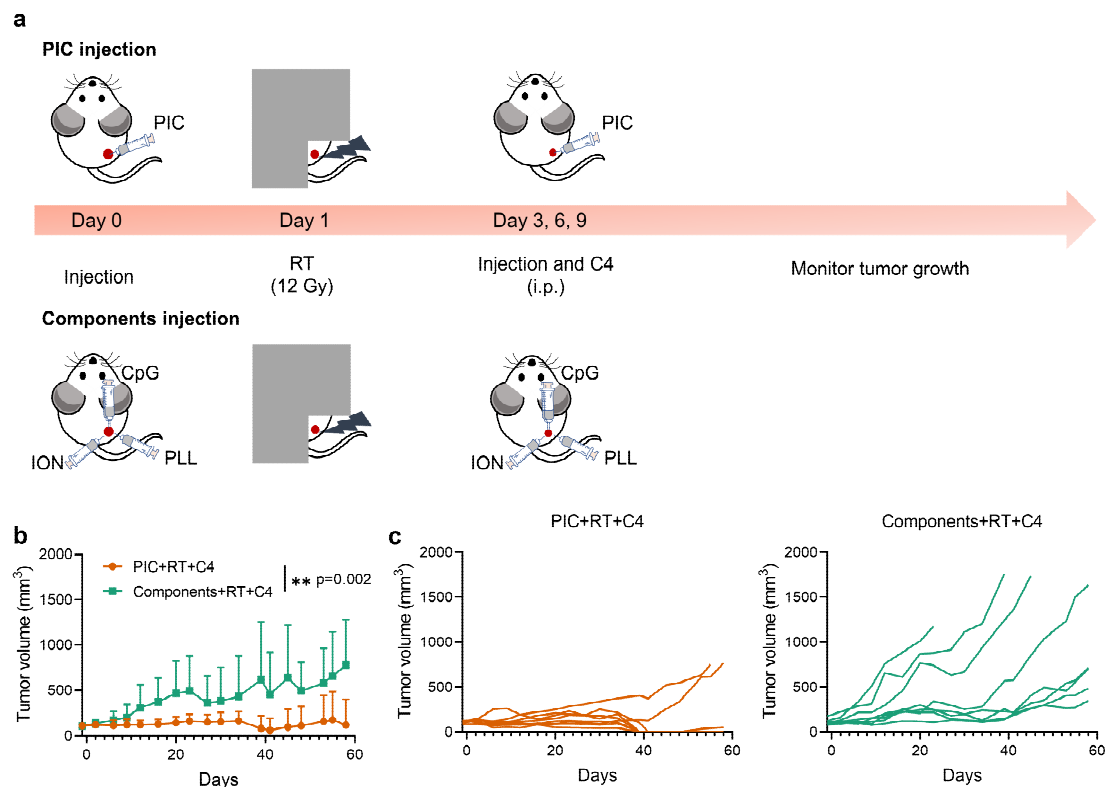 a
PIC injection
PIC
PIC
Day 0
Day 1
Day 3, 6, 9
Injection
RT
(12 Gy)
Injection and C4
(i.p.)
Monitor tumor growth
Components injection
CpG
ION
PLL
CpG
ION
PLL
b
Tumor volume (mm³)
2000
1500
1000
500
0
PIC+RT+C4
Components+RT+C4
** p=0.002
0
20
40
60
Days
c
PIC+RT+C4
Tumor volume (mm³)
2000
1500
1000
500
0
0
20
40
60
Days
Components+RT+C4
Tumor volume (mm³)
2000
1500
1000
500
0
0
20
40
60
Days